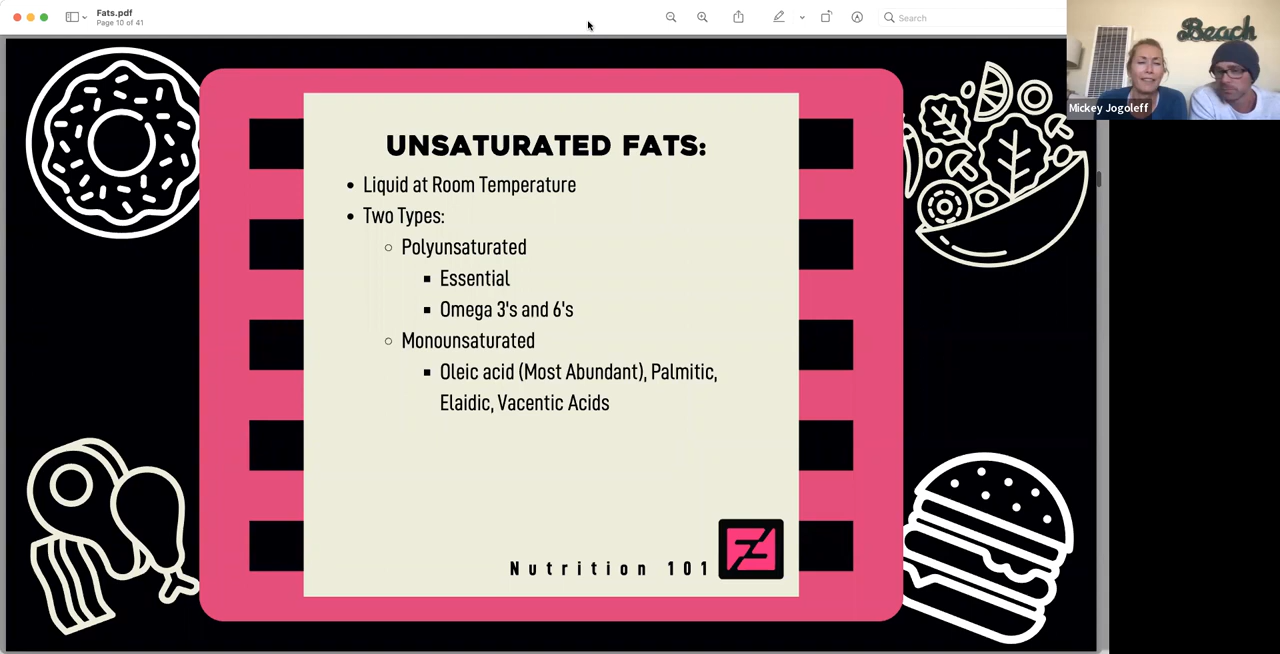 Fats.pdf
Page 10 of 41
Search
Beach
Mickey Jogoleff
UNSATURATED FATS:
• Liquid at Room Temperature
• Two Types:
○ Polyunsaturated
▪ Essential
▪ Omega 3's and 6's
○ Monounsaturated
▪ Oleic acid (Most Abundant), Palmitic,
Elaidic, Vacentic Acids
Nutrition 101